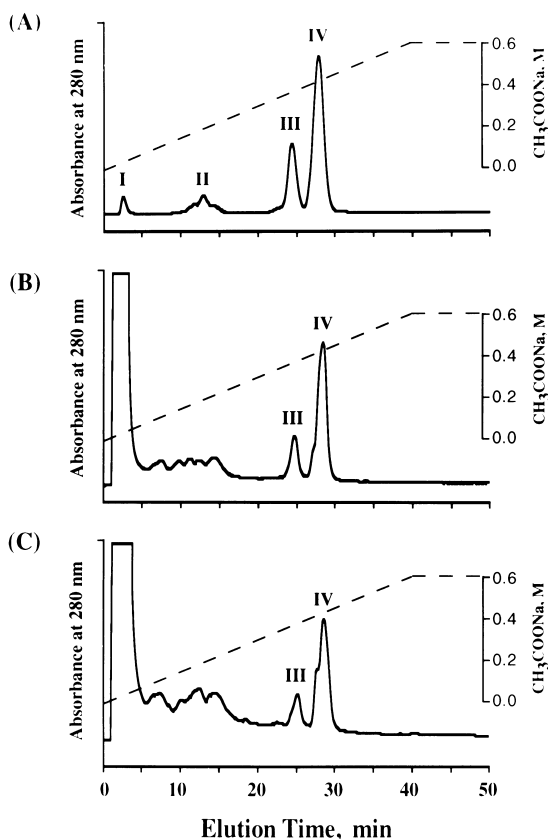 (A)
Absorbance at 280 nm
I
II
III
IV
0.6
0.4
0.2
0.0
CH3COONa, M
(B)
Absorbance at 280 nm
III
IV
0.6
0.4
0.2
0.0
CH3COONa, M
(C)
Absorbance at 280 nm
III
IV
0.6
0.4
0.2
0.0
CH3COONa, M
0 10 20 30 40 50
Elution Time, min